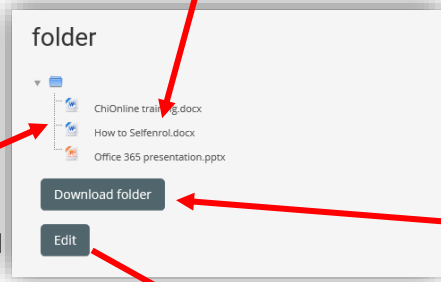 folder
ChiOnline training.docx
How to Selfenrol.docx
Office 365 presentation.pptx
Download folder
Edit